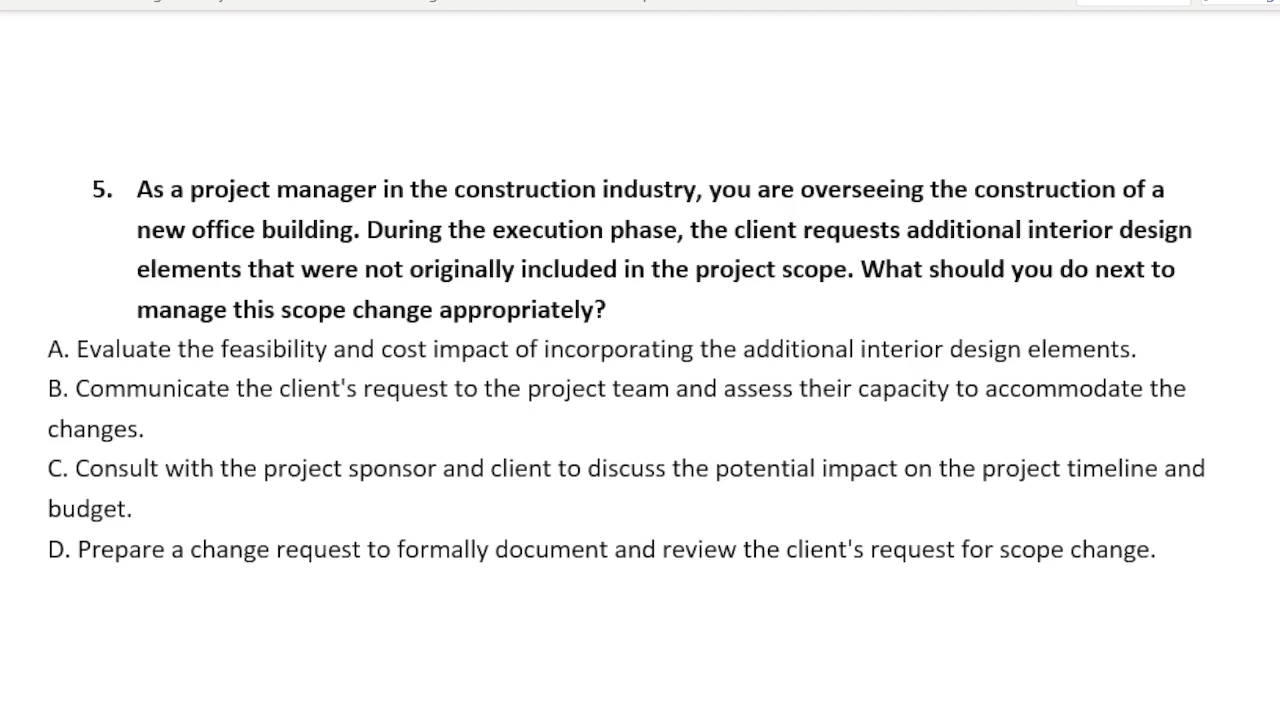 5. As a project manager in the construction industry, you are overseeing the construction of a
new office building. During the execution phase, the client requests additional interior design
elements that were not originally included in the project scope. What should you do next to
manage this scope change appropriately?
A. Evaluate the feasibility and cost impact of incorporating the additional interior design elements.
B. Communicate the client's request to the project team and assess their capacity to accommodate the
changes.
C. Consult with the project sponsor and client to discuss the potential impact on the project timeline and
budget.
D. Prepare a change request to formally document and review the client's request for scope change.